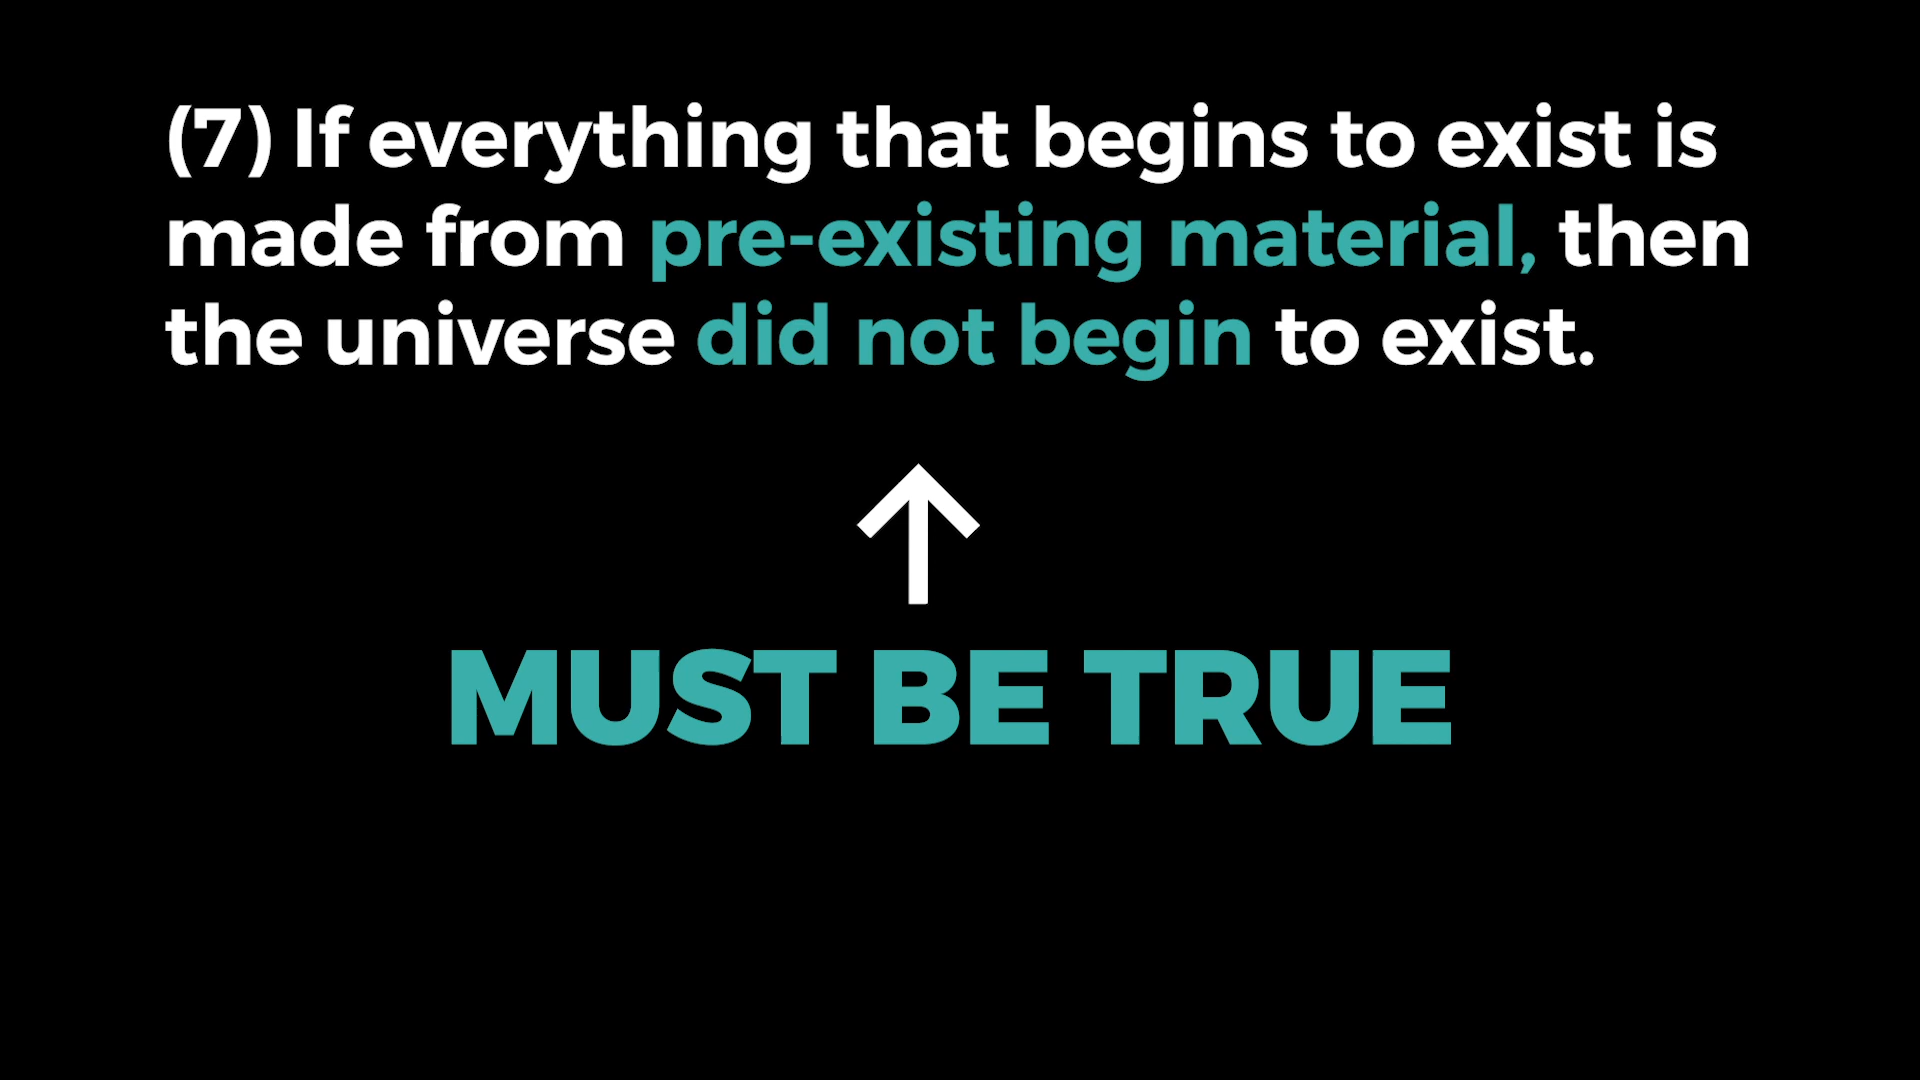 (7) If everything that begins to exist is
made from pre-existing material, then
the universe did not begin to exist.
MUST BE TRUE